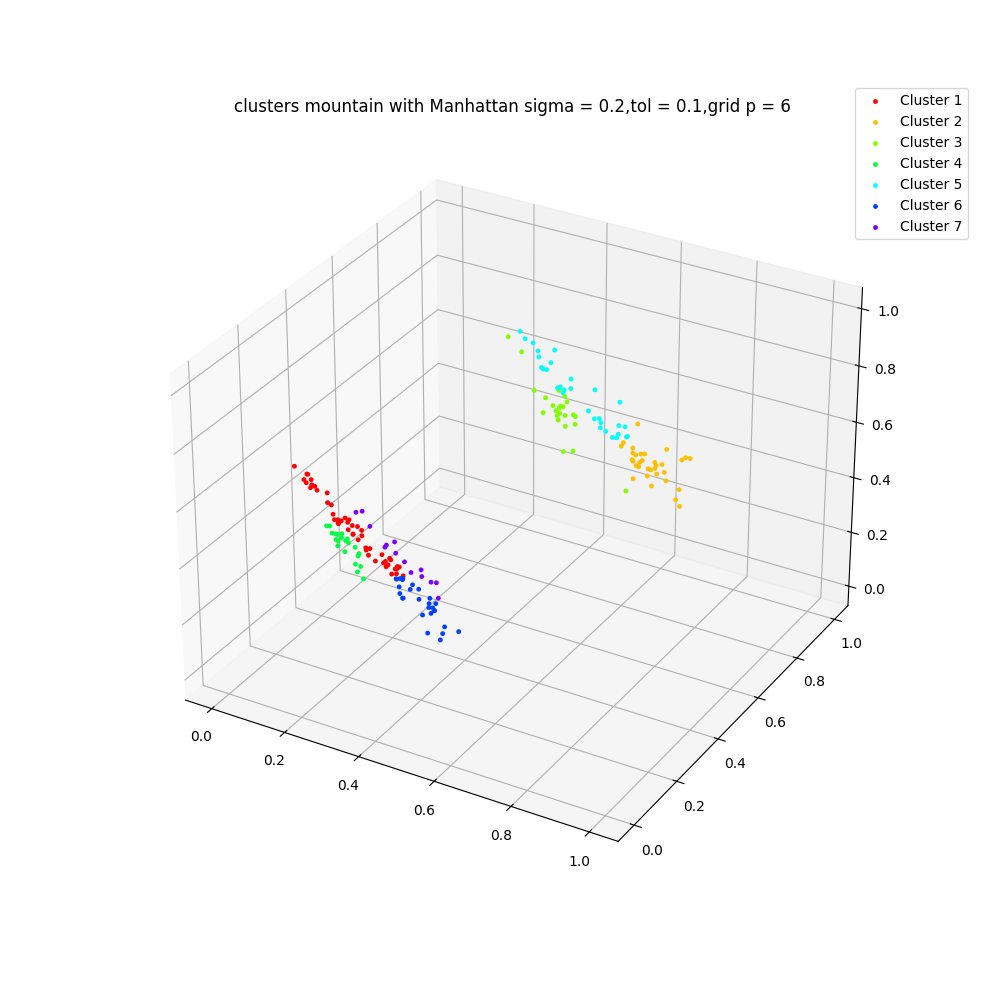 clusters mountain with Manhattan sigma = 0.2,tol = 0.1,grid p = 6
Cluster 1
Cluster 2
Cluster 3
Cluster 4
Cluster 5
Cluster 6
Cluster 7
1.0
0.8
0.6
0.4
0.2
0.0
1.0
0.8
0.6
0.4
0.2
0.0
0.0
0.2
0.4
0.6
0.8
1.0